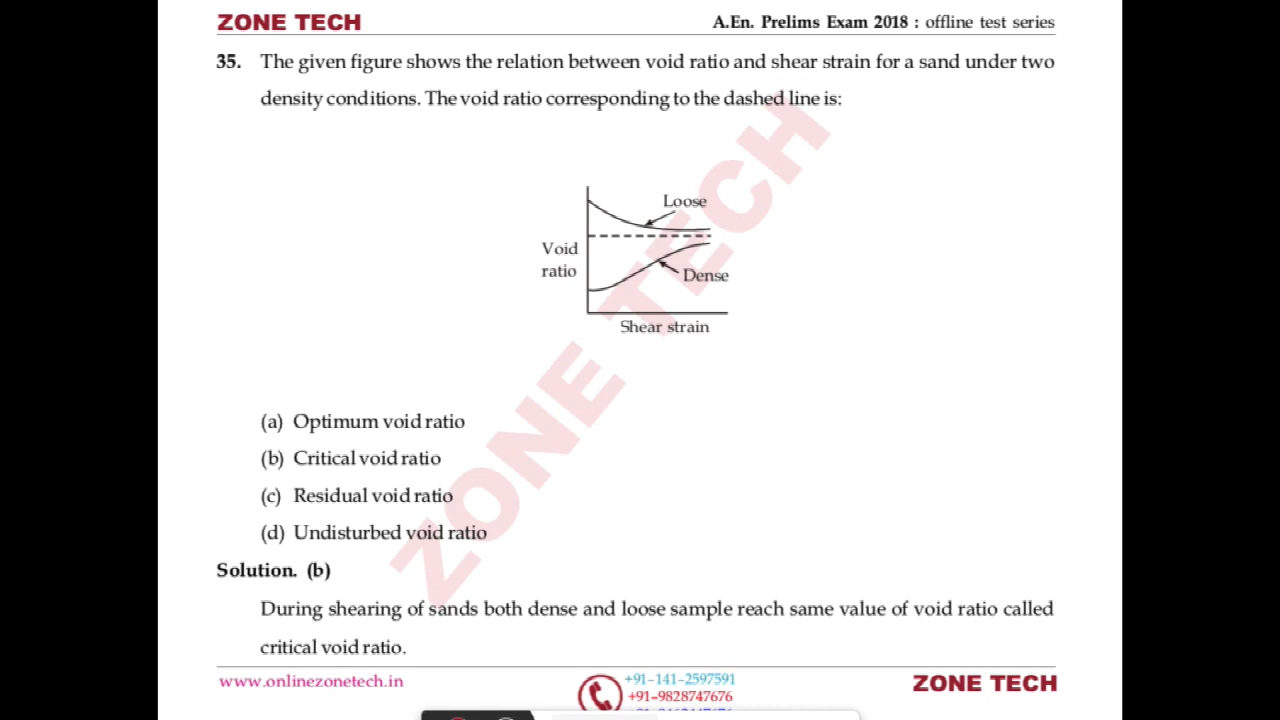 ZONE TECH
A.En. Prelims Exam 2018 : offline test series
35. The given figure shows the relation between void ratio and shear strain for a sand under two
density conditions. The void ratio corresponding to the dashed line is:
Loose
Void
ratio
Dense
Shear strain
(a) Optimum void ratio
(b) Critical void ratio
(c) Residual void ratio
(d) Undisturbed void ratio
Solution. (b)
During shearing of sands both dense and loose sample reach same value of void ratio called
critical void ratio.
ZONE TECH
www.onlinezonetech.in
+91-141-2597591
+91-9828747676
ZONE TECH